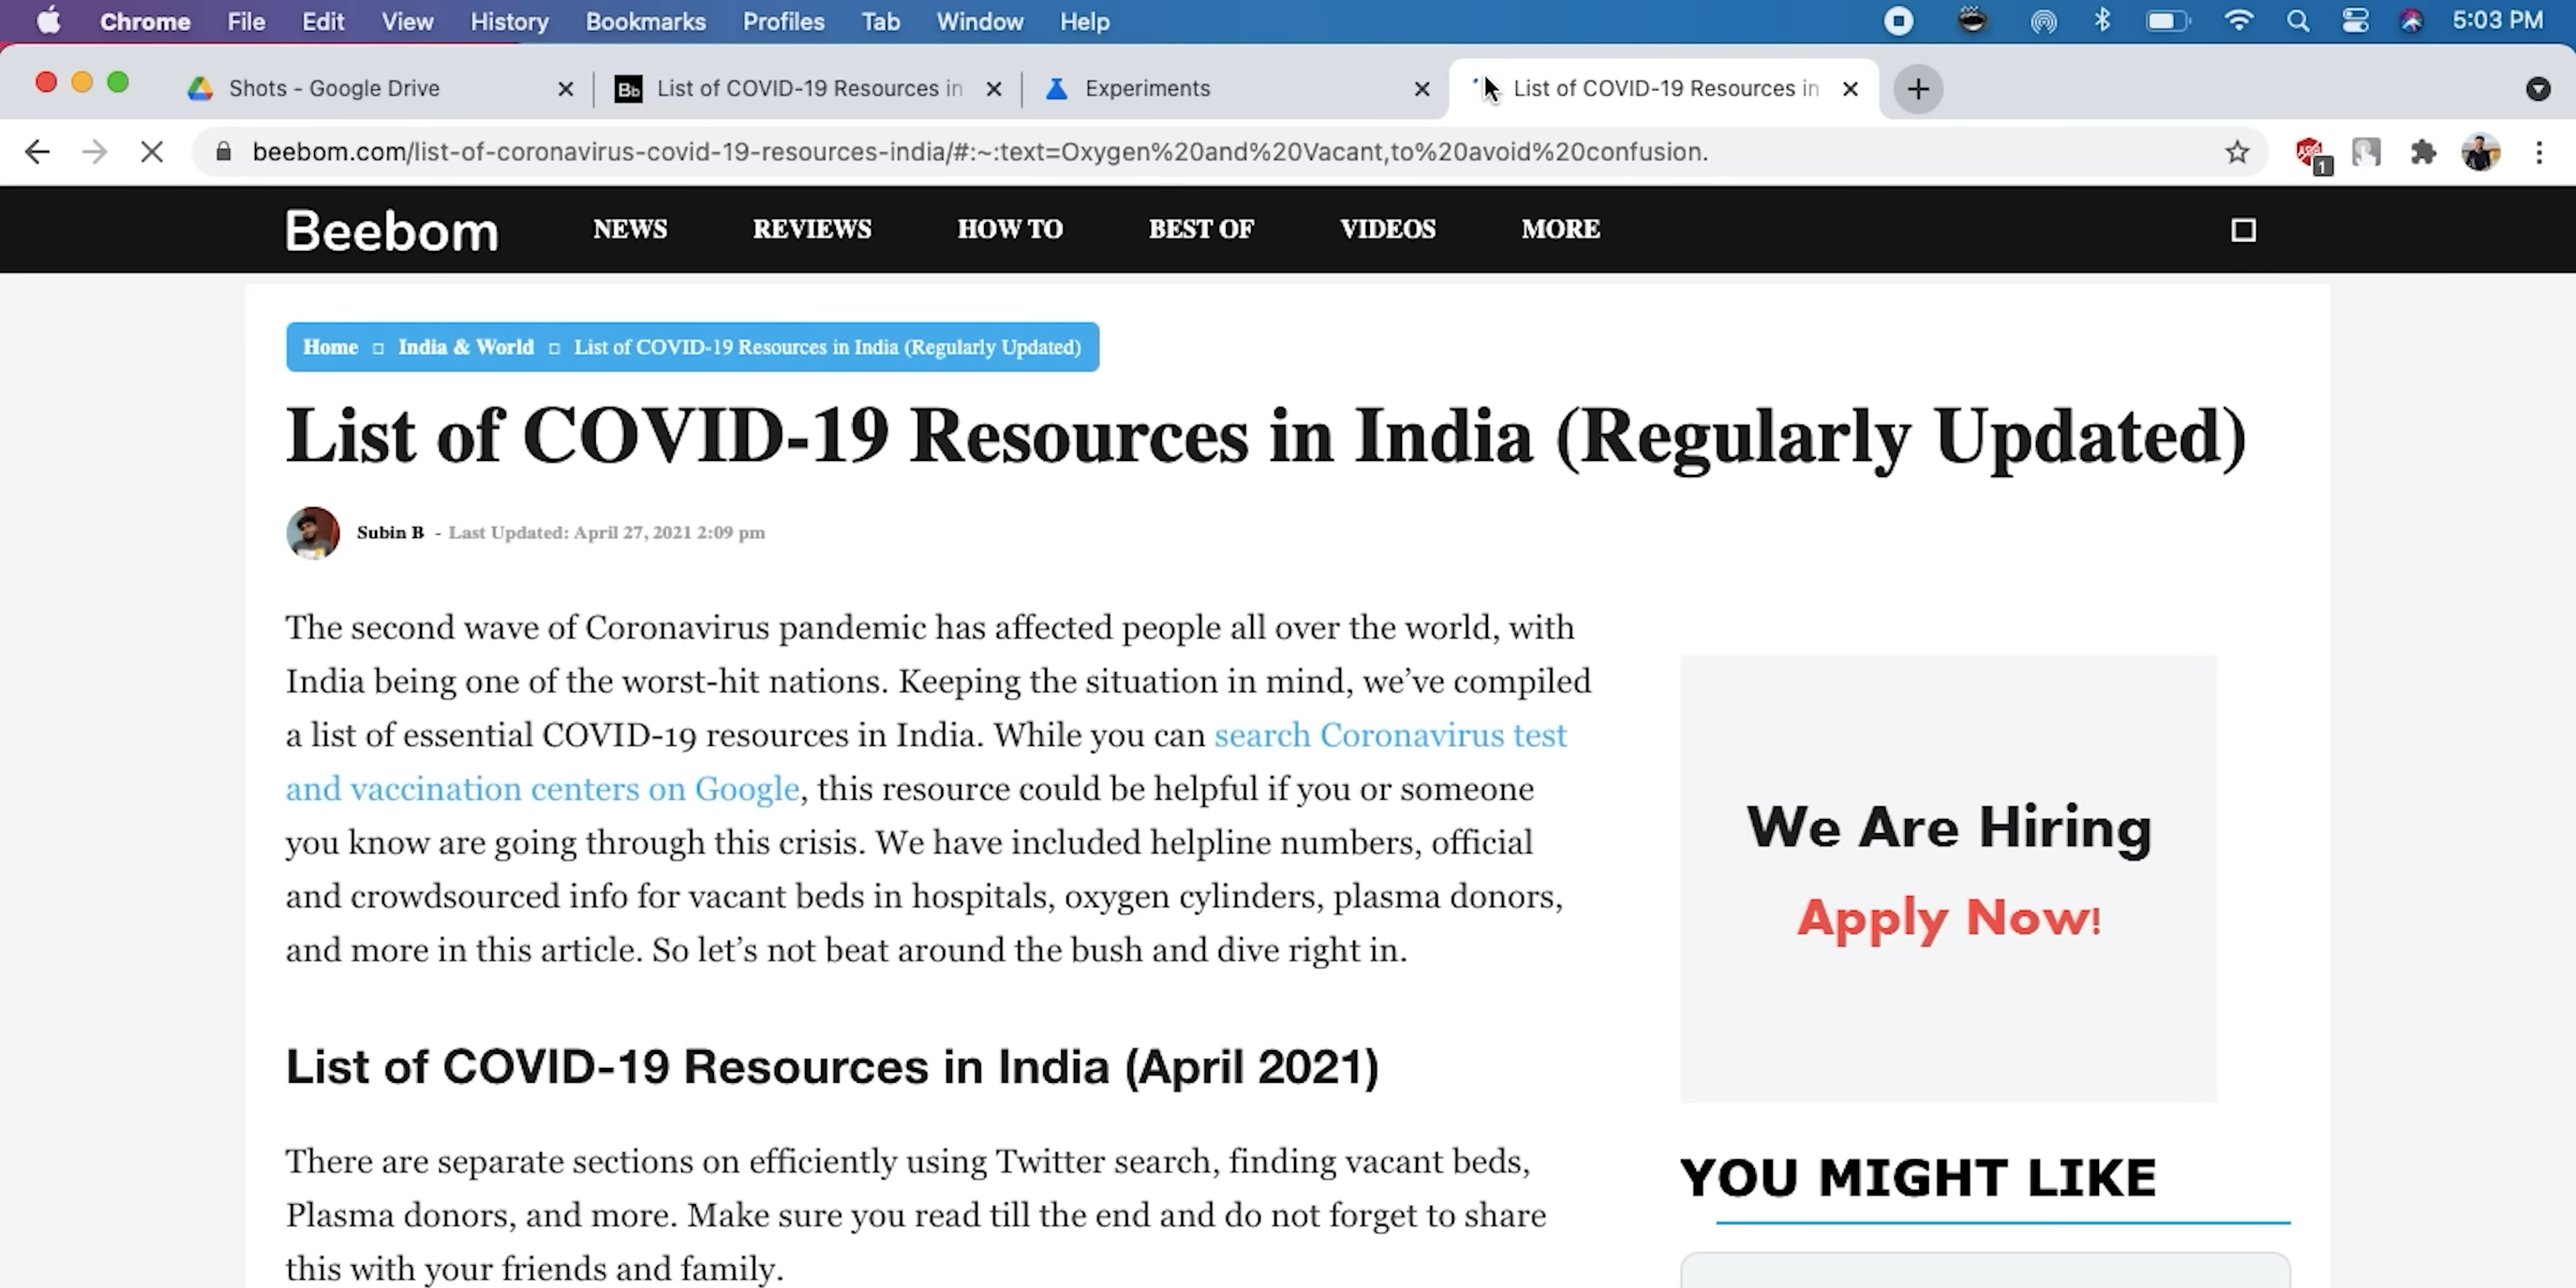 Chrome File Edit View History Bookmarks Profiles Tab Window Help 5:03 PM
Shots - Google Drive
Bb List of COVID-19 Resources in
Experiments
List of COVID-19 Resources in
beebom.com/list-of-coronavirus-covid-19-resources-india/#:~:text=Oxygen%20and%20Vacant,to%20avoid%20confusion.
1
Beebom NEWS REVIEWS HOW TO BEST OF VIDEOS MORE
Home India & World List of COVID-19 Resources in India (Regularly Updated)
List of COVID-19 Resources in India (Regularly Updated)
Subin B - Last Updated: April 27, 2021 2:09 pm
The second wave of Coronavirus pandemic has affected people all over the world, with
India being one of the worst-hit nations. Keeping the situation in mind, we’ve compiled
a list of essential COVID-19 resources in India. While you can search Coronavirus test
and vaccination centers on Google, this resource could be helpful if you or someone
you know are going through this crisis. We have included helpline numbers, official
and crowdsourced info for vacant beds in hospitals, oxygen cylinders, plasma donors,
and more in this article. So let’s not beat around the bush and dive right in.
List of COVID-19 Resources in India (April 2021)
There are separate sections on efficiently using Twitter search, finding vacant beds,
Plasma donors, and more. Make sure you read till the end and do not forget to share
this with your friends and family.
We Are Hiring
Apply Now!
YOU MIGHT LIKE